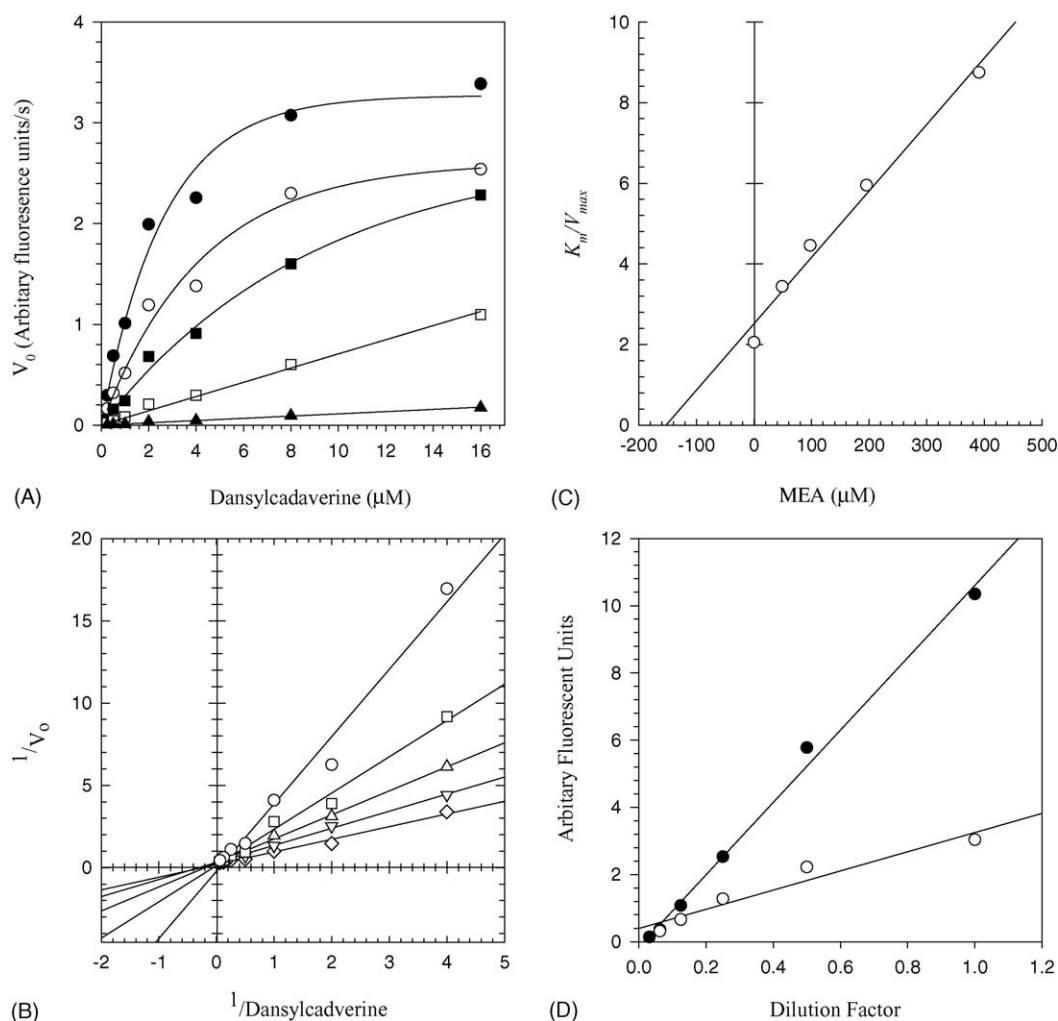 4
3
2
1
0
V0 (Arbitary fluoresence units/s)
0 2 4 6 8 10 12 14 16
(A)
Dansylcadaverine (μM)
10
8
6
4
2
0
Km/Vmax
-200 -100 0 100 200 300 400 500
(C)
MEA (μM)
20
15
10
5
0
1/Vo
-2 -1 0 1 2 3 4 5
(B)
1/Dansylcadverine
12
10
8
6
4
2
0
Arbitary Fluorescent Units
0.0 0.2 0.4 0.6 0.8 1.0 1.2
(D)
Dilution Factor